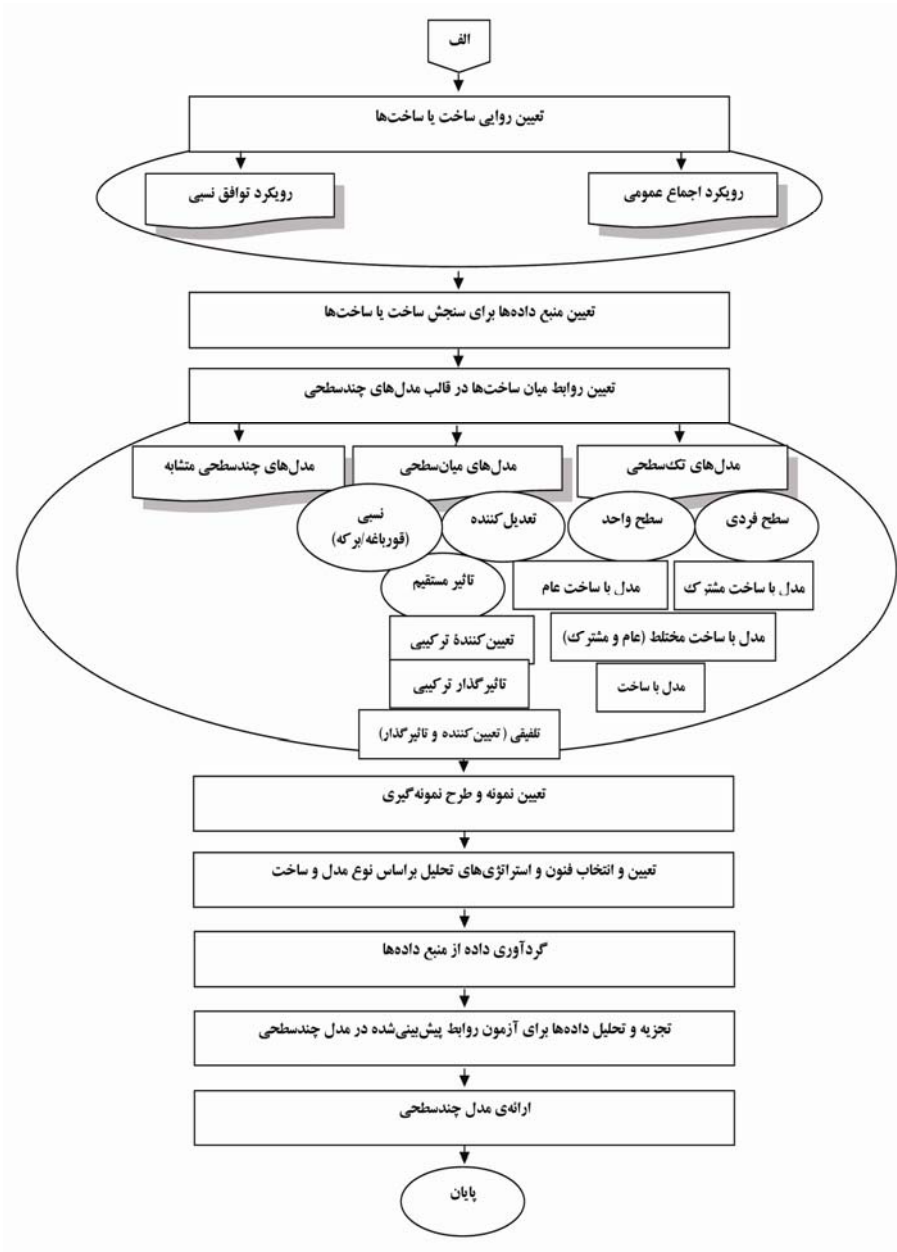 الف
تعیین روایی ساخت یا ساخت‌ها
رویکرد اجماع عمومی
رویکرد توافق نسبی
تعیین منبع داده‌ها برای سنجش ساخت یا ساخت‌ها
تعیین روابط میان ساخت‌ها در قالب مدل‌های چندسطحی
مدل‌های تک‌سطحی
مدل‌های میان‌سطحی
مدل‌های چندسطحی متشابه
سطح فردی
سطح واحد
تعدیل‌کننده
نسبی
(قورباغه/برکه)
تاثیر مستقیم
مدل با ساخت مشترک
مدل با ساخت عام
مدل با ساخت مختلط (عام و مشترک)
مدل با ساخت
تعیین‌کنندهٔ ترکیبی
تاثیرگذار ترکیبی
تلفیقی (تعیین‌کننده و تاثیرگذار)
تعیین نمونه و طرح نمونه‌گیری
تعیین و انتخاب فنون و استراتژی‌های تحلیل براساس نوع مدل و ساخت
گردآوری داده از منبع داده‌ها
تجزیه و تحلیل داده‌ها برای آزمون روابط پیش‌بینی‌شده در مدل چندسطحی
ارائه‌ی مدل چندسطحی
پایان